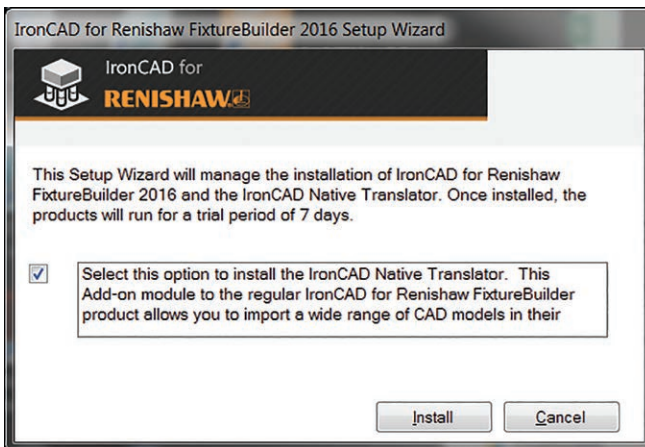 IronCAD for Renishaw FixtureBuilder 2016 Setup Wizard
IronCAD for
RENISHAW
This Setup Wizard will manage the installation of IronCAD for Renishaw
FixtureBuilder 2016 and the IronCAD Native Translator. Once installed, the
products will run for a trial period of 7 days.
Select this option to install the IronCAD Native Translator. This
Add-on module to the regular IronCAD for Renishaw FixtureBuilder
product allows you to import a wide range of CAD models in their
Install
Cancel